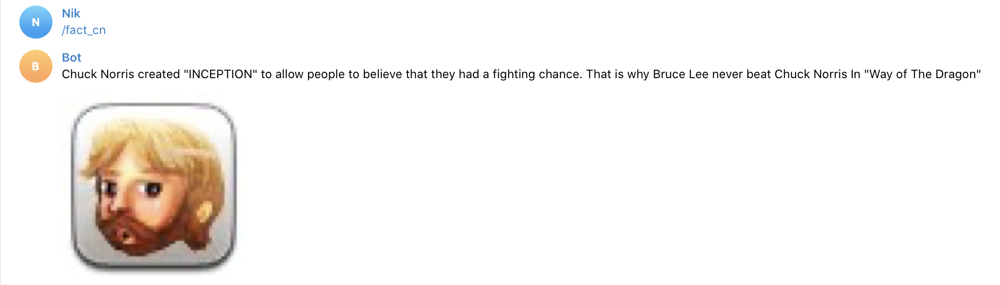 N
Nik
/fact_cn
B
Bot
Chuck Norris created "INCEPTION" to allow people to believe that they had a fighting chance. That is why Bruce Lee never beat Chuck Norris In "Way of The Dragon"